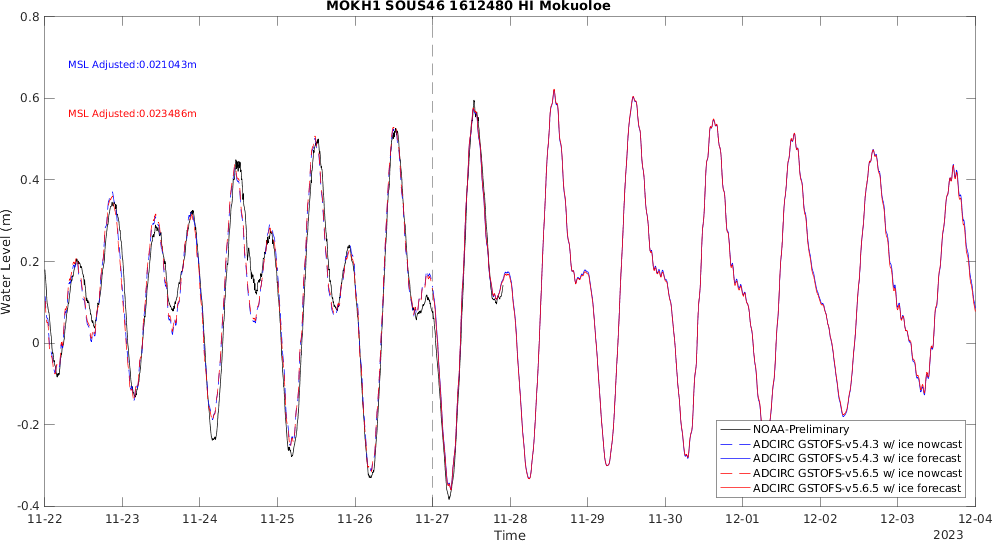 MOKH1 SOUS46 1612480 HI Mokuoloe
0.8
MSL Adjusted:0.021043m
0.6
MSL Adjusted:0.023486m
0.4
Water Level (m)
0.2
0
-0.2
NOAA-Preliminary
ADCIRC GSTOFS-v5.4.3 w/ ice nowcast
ADCIRC GSTOFS-v5.4.3 w/ ice forecast
ADCIRC GSTOFS-v5.6.5 w/ ice nowcast
ADCIRC GSTOFS-v5.6.5 w/ ice forecast
-0.4
11-22 11-23 11-24 11-25 11-26 11-27 11-28 11-29 11-30 12-01 12-02 12-03 12-04
Time
2023